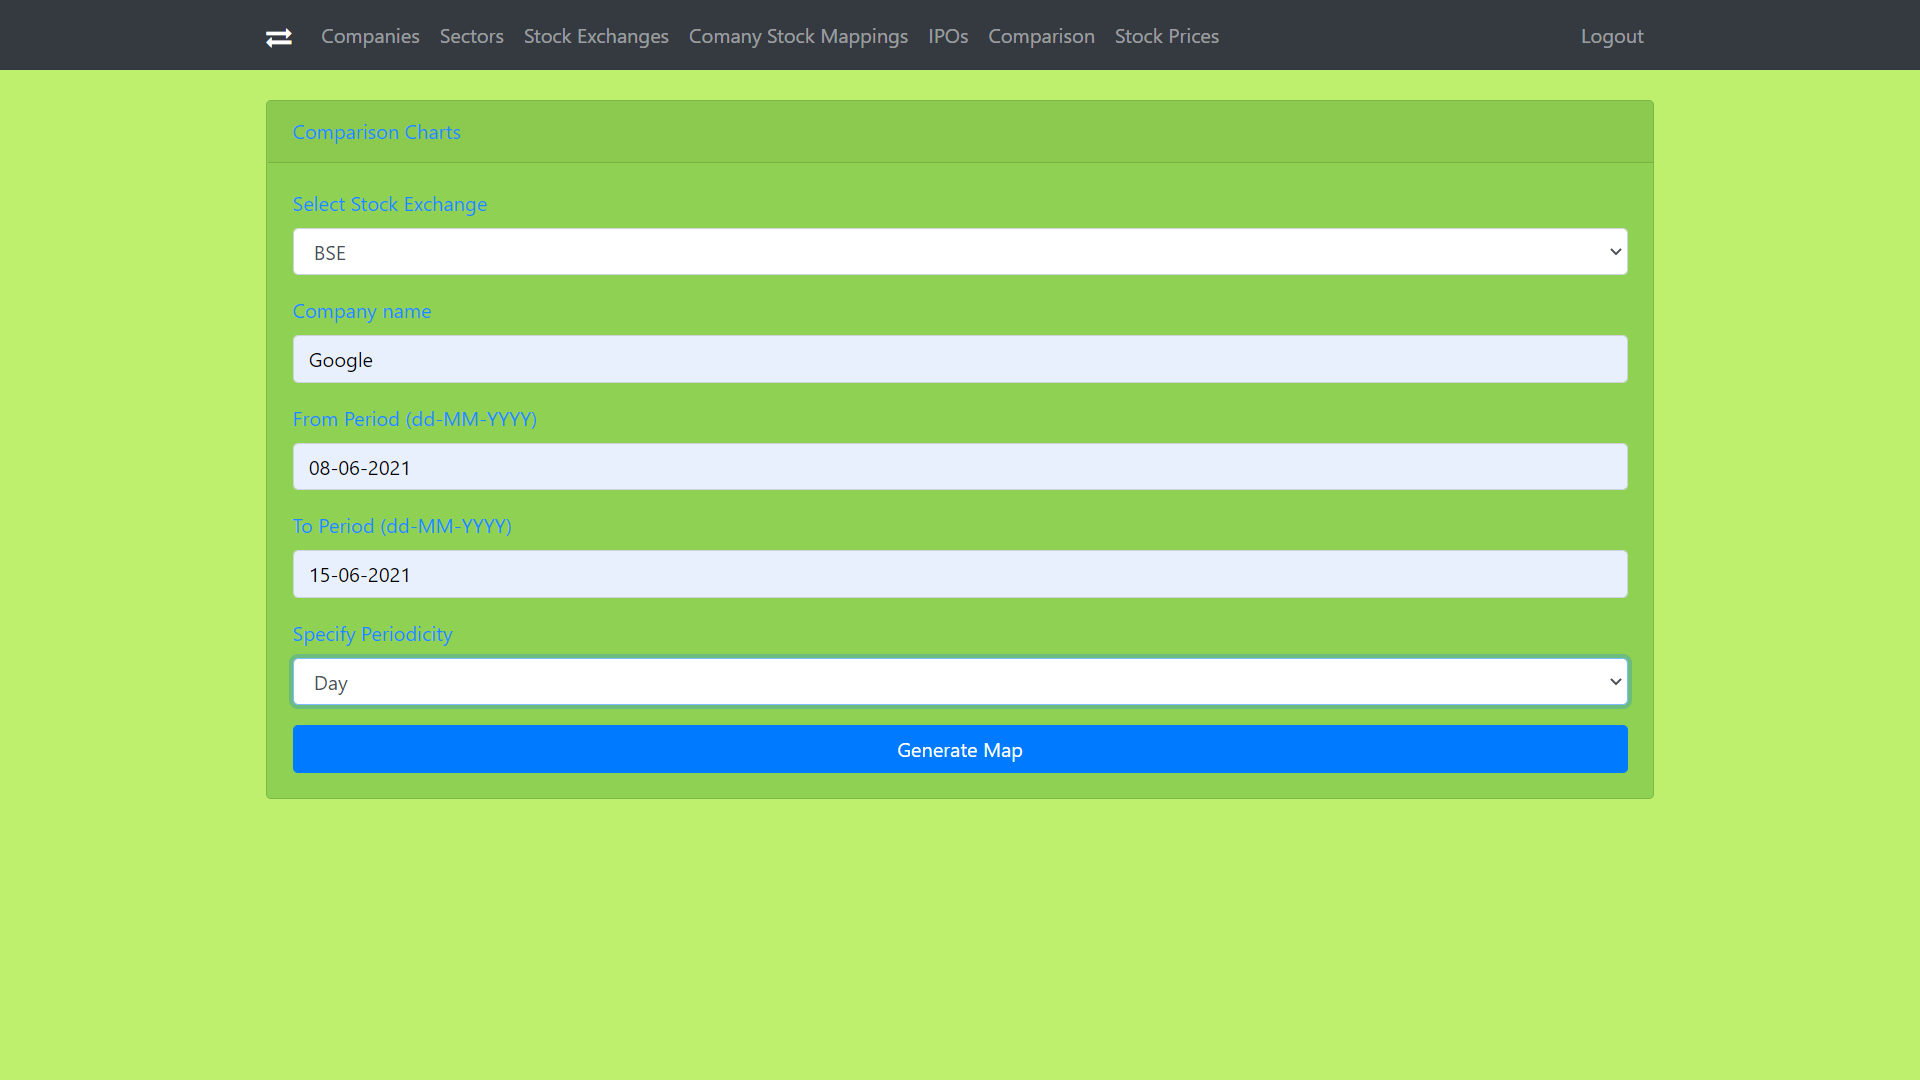 Companies Sectors Stock Exchanges Comany Stock Mappings IPOs Comparison Stock Prices Logout
Comparison Charts
Select Stock Exchange
BSE
Company name
Google
From Period (dd-MM-YYYY)
08-06-2021
To Period (dd-MM-YYYY)
15-06-2021
Specify Periodicity
Day
Generate Map